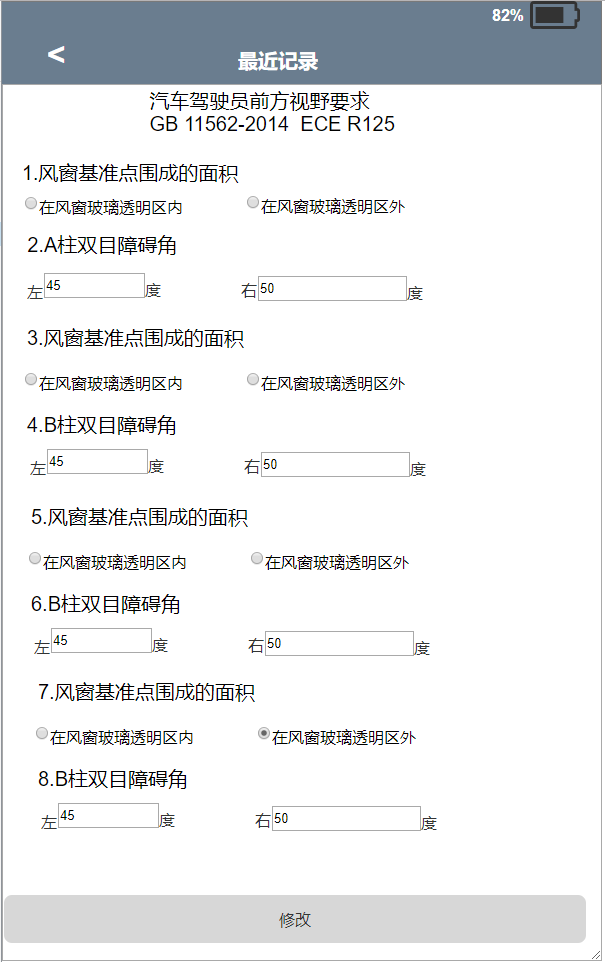 82%
<
最近记录
汽车驾驶员前方视野要求
GB 11562-2014 ECE R125
1.风窗基准点围成的面积
在风窗玻璃透明区内 在风窗玻璃透明区外
2.A柱双目障碍角
左 45 度 右 50 度
3.风窗基准点围成的面积
在风窗玻璃透明区内 在风窗玻璃透明区外
4.B柱双目障碍角
左 45 度 右 50 度
5.风窗基准点围成的面积
在风窗玻璃透明区内 在风窗玻璃透明区外
6.B柱双目障碍角
左 45 度 右 50 度
7.风窗基准点围成的面积
在风窗玻璃透明区内 在风窗玻璃透明区外
8.B柱双目障碍角
左 45 度 右 50 度
修改